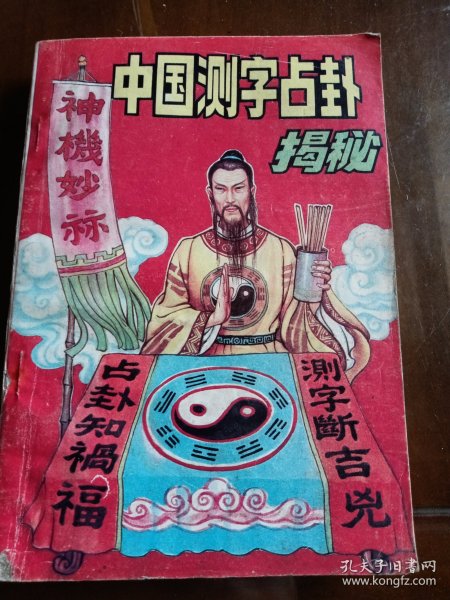 中国测字占卦
揭秘
神機妙祘
測字斷吉兇
占卦知禍福
孔夫子旧书网
www.kongfz.com